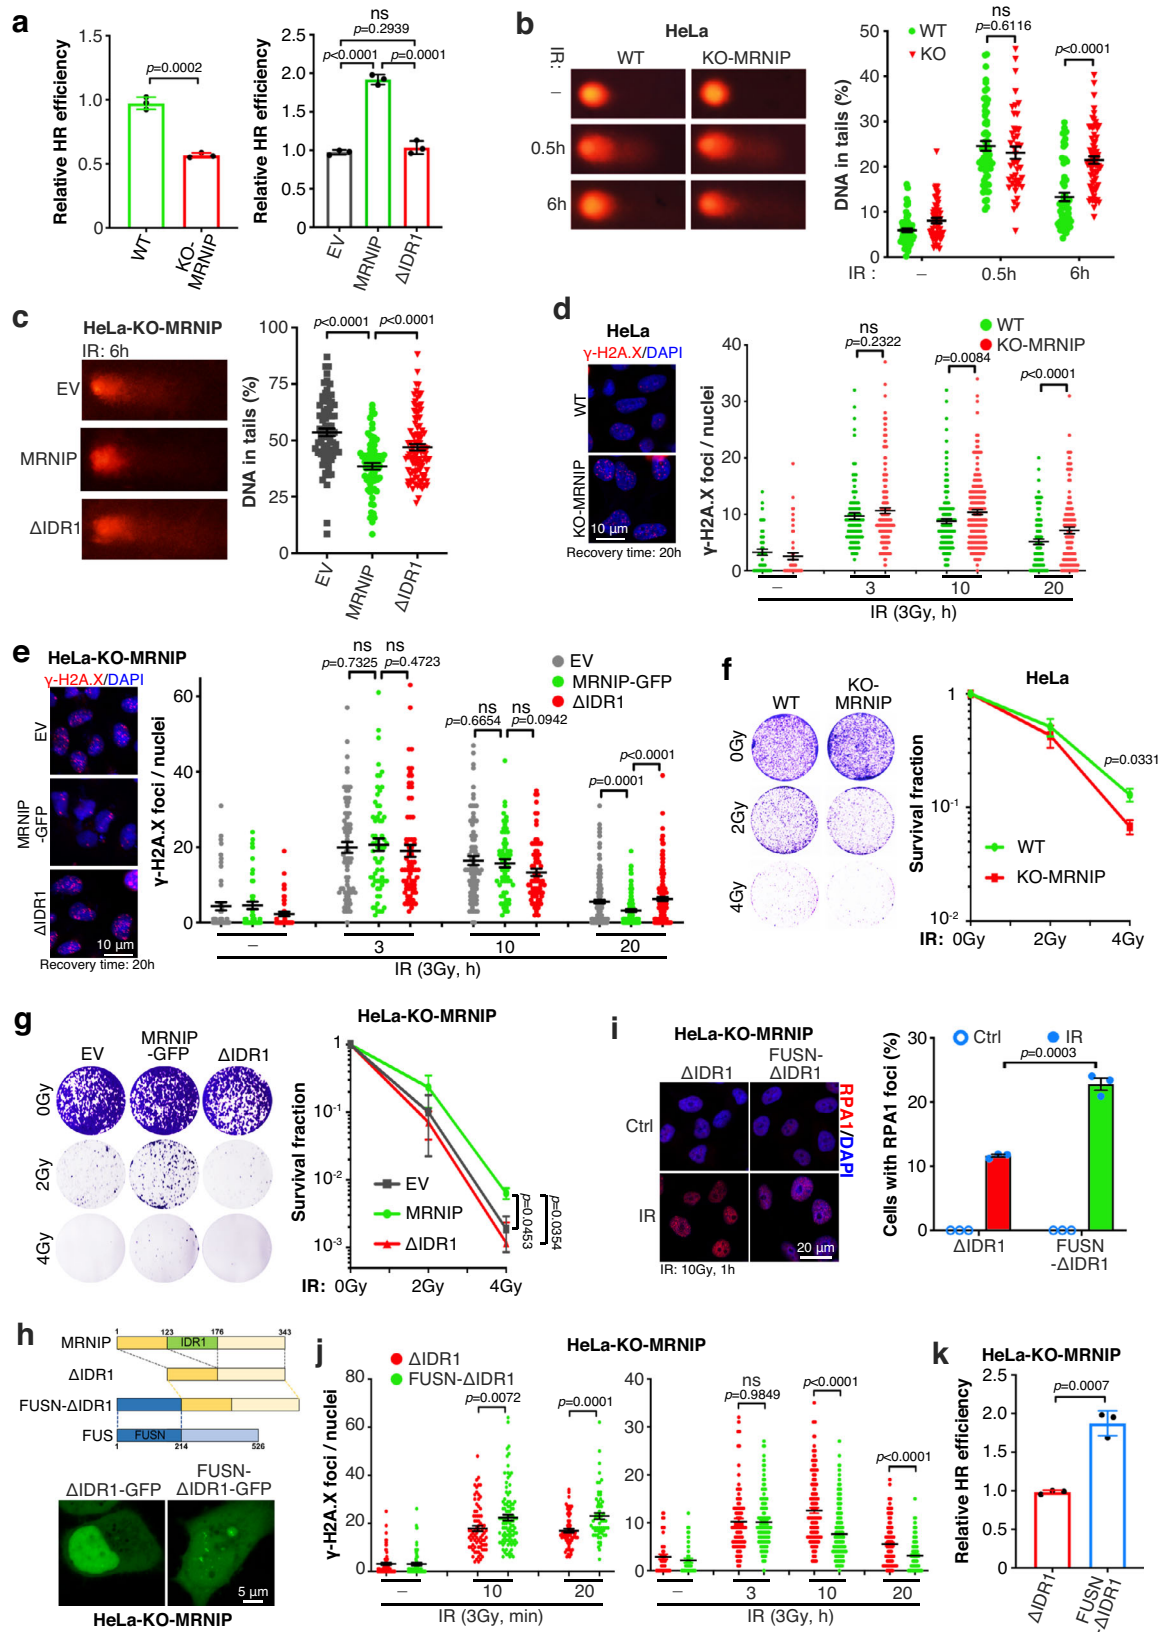 a
Relative HR efficiency
1.5
1.0
0.5
0
p=0.0002
WT
KO-
MRNIP
Relative HR efficiency
2.5
2.0
1.5
1.0
0.5
0
ns
p=0.2939
p<0.0001
p=0.0001
EV
MRNIP
ΔIDR1
b
HeLa
IR:
WT
KO-MRNIP
–
0.5h
6h
DNA in tails (%)
50
40
30
20
10
0
WT
KO
ns
p=0.6116
p<0.0001
IR :
–
0.5h
6h
c
HeLa-KO-MRNIP
IR: 6h
EV
MRNIP
ΔIDR1
DNA in tails (%)
100
75
50
25
0
p<0.0001
p<0.0001
EV
MRNIP
ΔIDR1
d
HeLa
γ-H2A.X/DAPI
WT
KO-MRNIP
10 μm
Recovery time: 20h
γ-H2A.X foci / nuclei
40
30
20
10
0
WT
KO-MRNIP
ns
p=0.2322
p=0.0084
p<0.0001
–
3
10
20
IR (3Gy, h)
e
HeLa-KO-MRNIP
γ-H2A.X/DAPI
EV
MRNIP
-GFP
ΔIDR1
10 μm
Recovery time: 20h
γ-H2A.X foci / nuclei
60
40
20
0
ns
ns
p=0.7325
p=0.4723
ns
ns
p=0.6654
p=0.0942
p<0.0001
p=0.0001
EV
MRNIP-GFP
ΔIDR1
–
3
10
20
IR (3Gy, h)
f
WT
KO-
MRNIP
0Gy
2Gy
4Gy
HeLa
Survival fraction
1
10-1
10-2
p=0.0331
WT
KO-MRNIP
IR:
0Gy
2Gy
4Gy
g
HeLa-KO-MRNIP
EV
MRNIP
-GFP
ΔIDR1
0Gy
2Gy
4Gy
Survival fraction
1
10-1
10-2
10-3
EV
MRNIP
ΔIDR1
p=0.0453
p=0.0354
IR:
0Gy
2Gy
4Gy
i
HeLa-KO-MRNIP
ΔIDR1
FUSN-
ΔIDR1
Ctrl
IR
RPA1/DAPI
20 μm
IR: 10Gy, 1h
Cells with RPA1 foci (%)
30
20
10
0
Ctrl
IR
p=0.0003
ΔIDR1
FUSN
-ΔIDR1
h
1
123
176
343
MRNIP
IDR1
ΔIDR1
FUSN-ΔIDR1
FUS
FUSN
1
214
526
ΔIDR1-GFP
FUSN-
ΔIDR1-GFP
5 μm
HeLa-KO-MRNIP
j
HeLa-KO-MRNIP
ΔIDR1
FUSN-ΔIDR1
γ-H2A.X foci / nuclei
80
60
40
20
0
p=0.0072
p=0.0001
–
10
20
IR (3Gy, min)
40
30
20
10
0
ns
p=0.9849
p<0.0001
p<0.0001
–
3
10
20
IR (3Gy, h)
k
HeLa-KO-MRNIP
Relative HR efficiency
2.5
2.0
1.5
1.0
0.5
0
p=0.0007
ΔIDR1
FUSN
-ΔIDR1